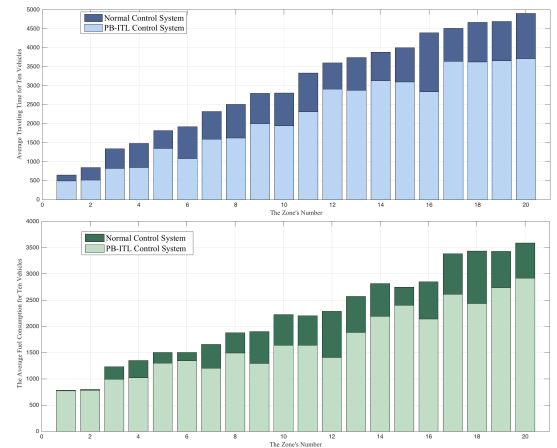 5000
4500
4000
3500
3000
2500
2000
1500
1000
500
0
Average Traveling Time for Ten Vehicles
Normal Control System
PB-ITL Control System
0 2 4 6 8 10 12 14 16 18 20
The Zone's Number
4000
3500
3000
2500
2000
1500
1000
500
0
The Average Fuel Consumption for Ten Vehicles
Normal Control System
PB-ITL Control System
0 2 4 6 8 10 12 14 16 18 20
The Zone's Number